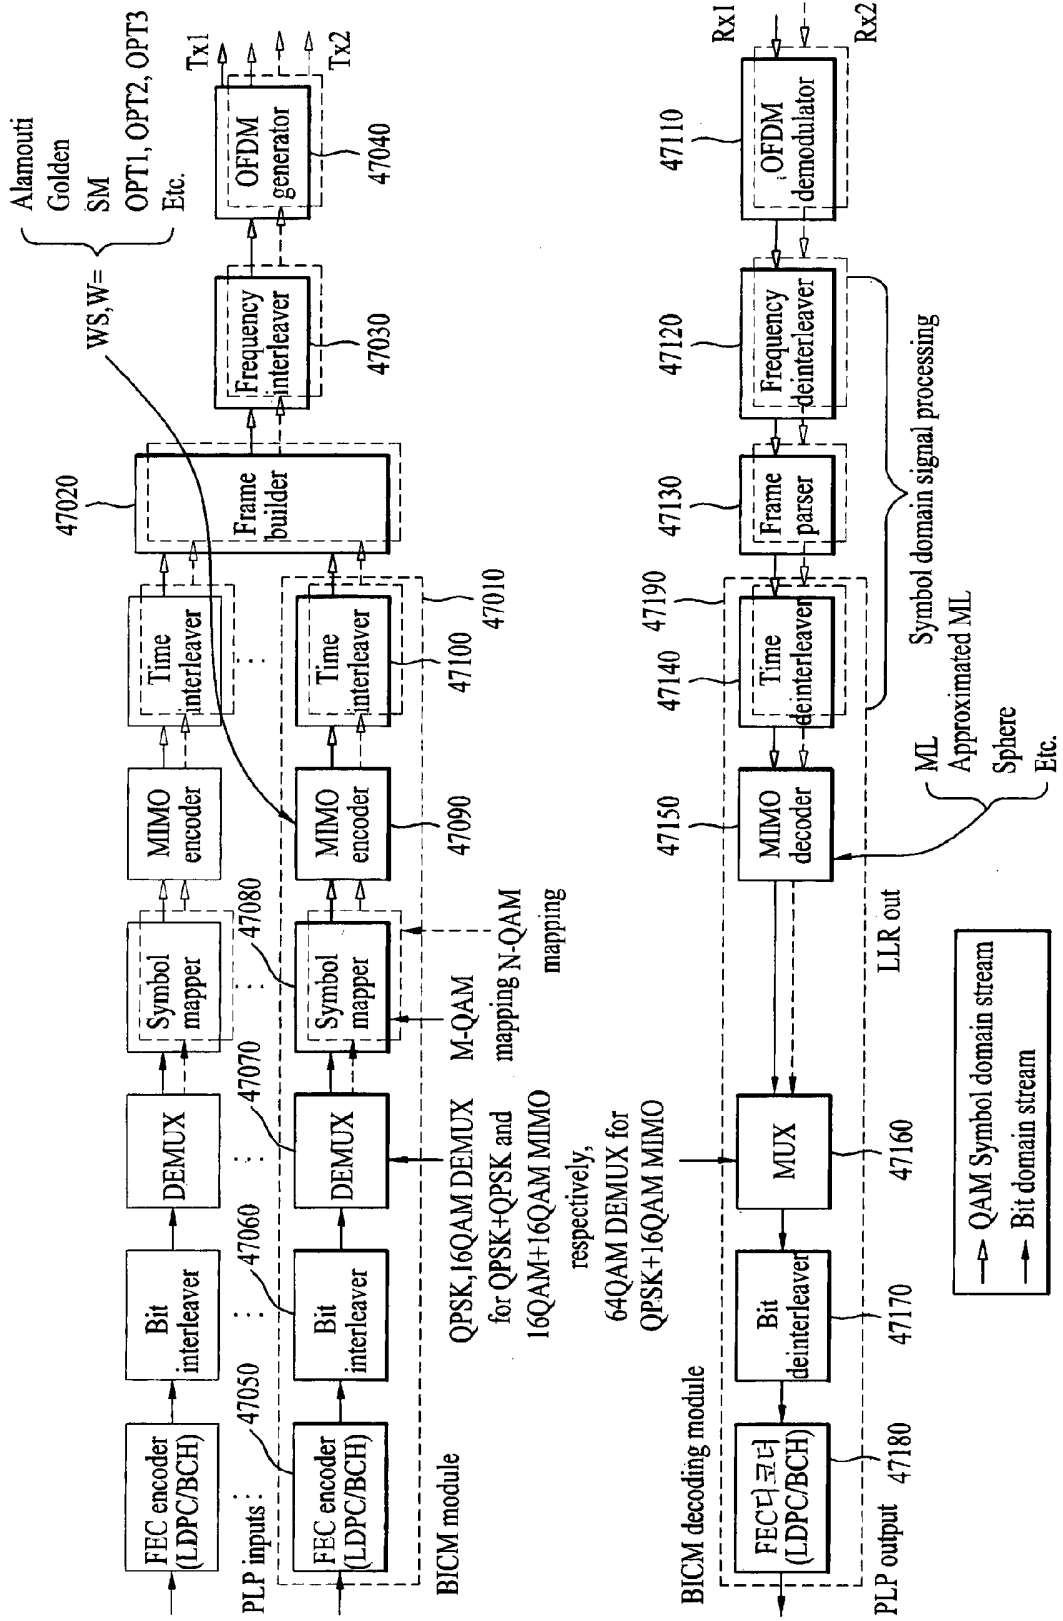 Alamouti
Golden
SM
OPT1, OPT2, OPT3
Etc.
WS,W=
FEC encoder
(LDPC/BCH)
Bit
interleaver
DEMUX
Symbol
mapper
MIMO
encoder
Time
interleaver
47020
Frame
builder
Frequency
interleaver
47030
OFDM
generator
47040
Tx1
Tx2
PLP inputs :
47050
47060
47070
47080
FEC encoder
(LDPC/BCH)
Bit
interleaver
DEMUX
Symbol
mapper
MIMO
encoder
47090
Time
interleaver
47100
47010
BICM module
QPSK,16QAM DEMUX
for QPSK+QPSK and
16QAM+16QAM MIMO
respectively,
64QAM DEMUX for
QPSK+16QAM MIMO
M-QAM
mapping
N-QAM
mapping
BICM decoding module
FEC디코더
(LDPC/BCH)
47180
Bit
deinterleaver
47170
MUX
47160
MIMO
decoder
47150
Time
deinterleaver
47140
47190
Frame
parser
47130
Frequency
deinterleaver
47120
OFDM
demodulator
47110
Rx1
Rx2
PLP output
LLR out
ML
Approximated ML
Sphere
Etc.
Symbol domain signal processing
QAM Symbol domain stream
Bit domain stream